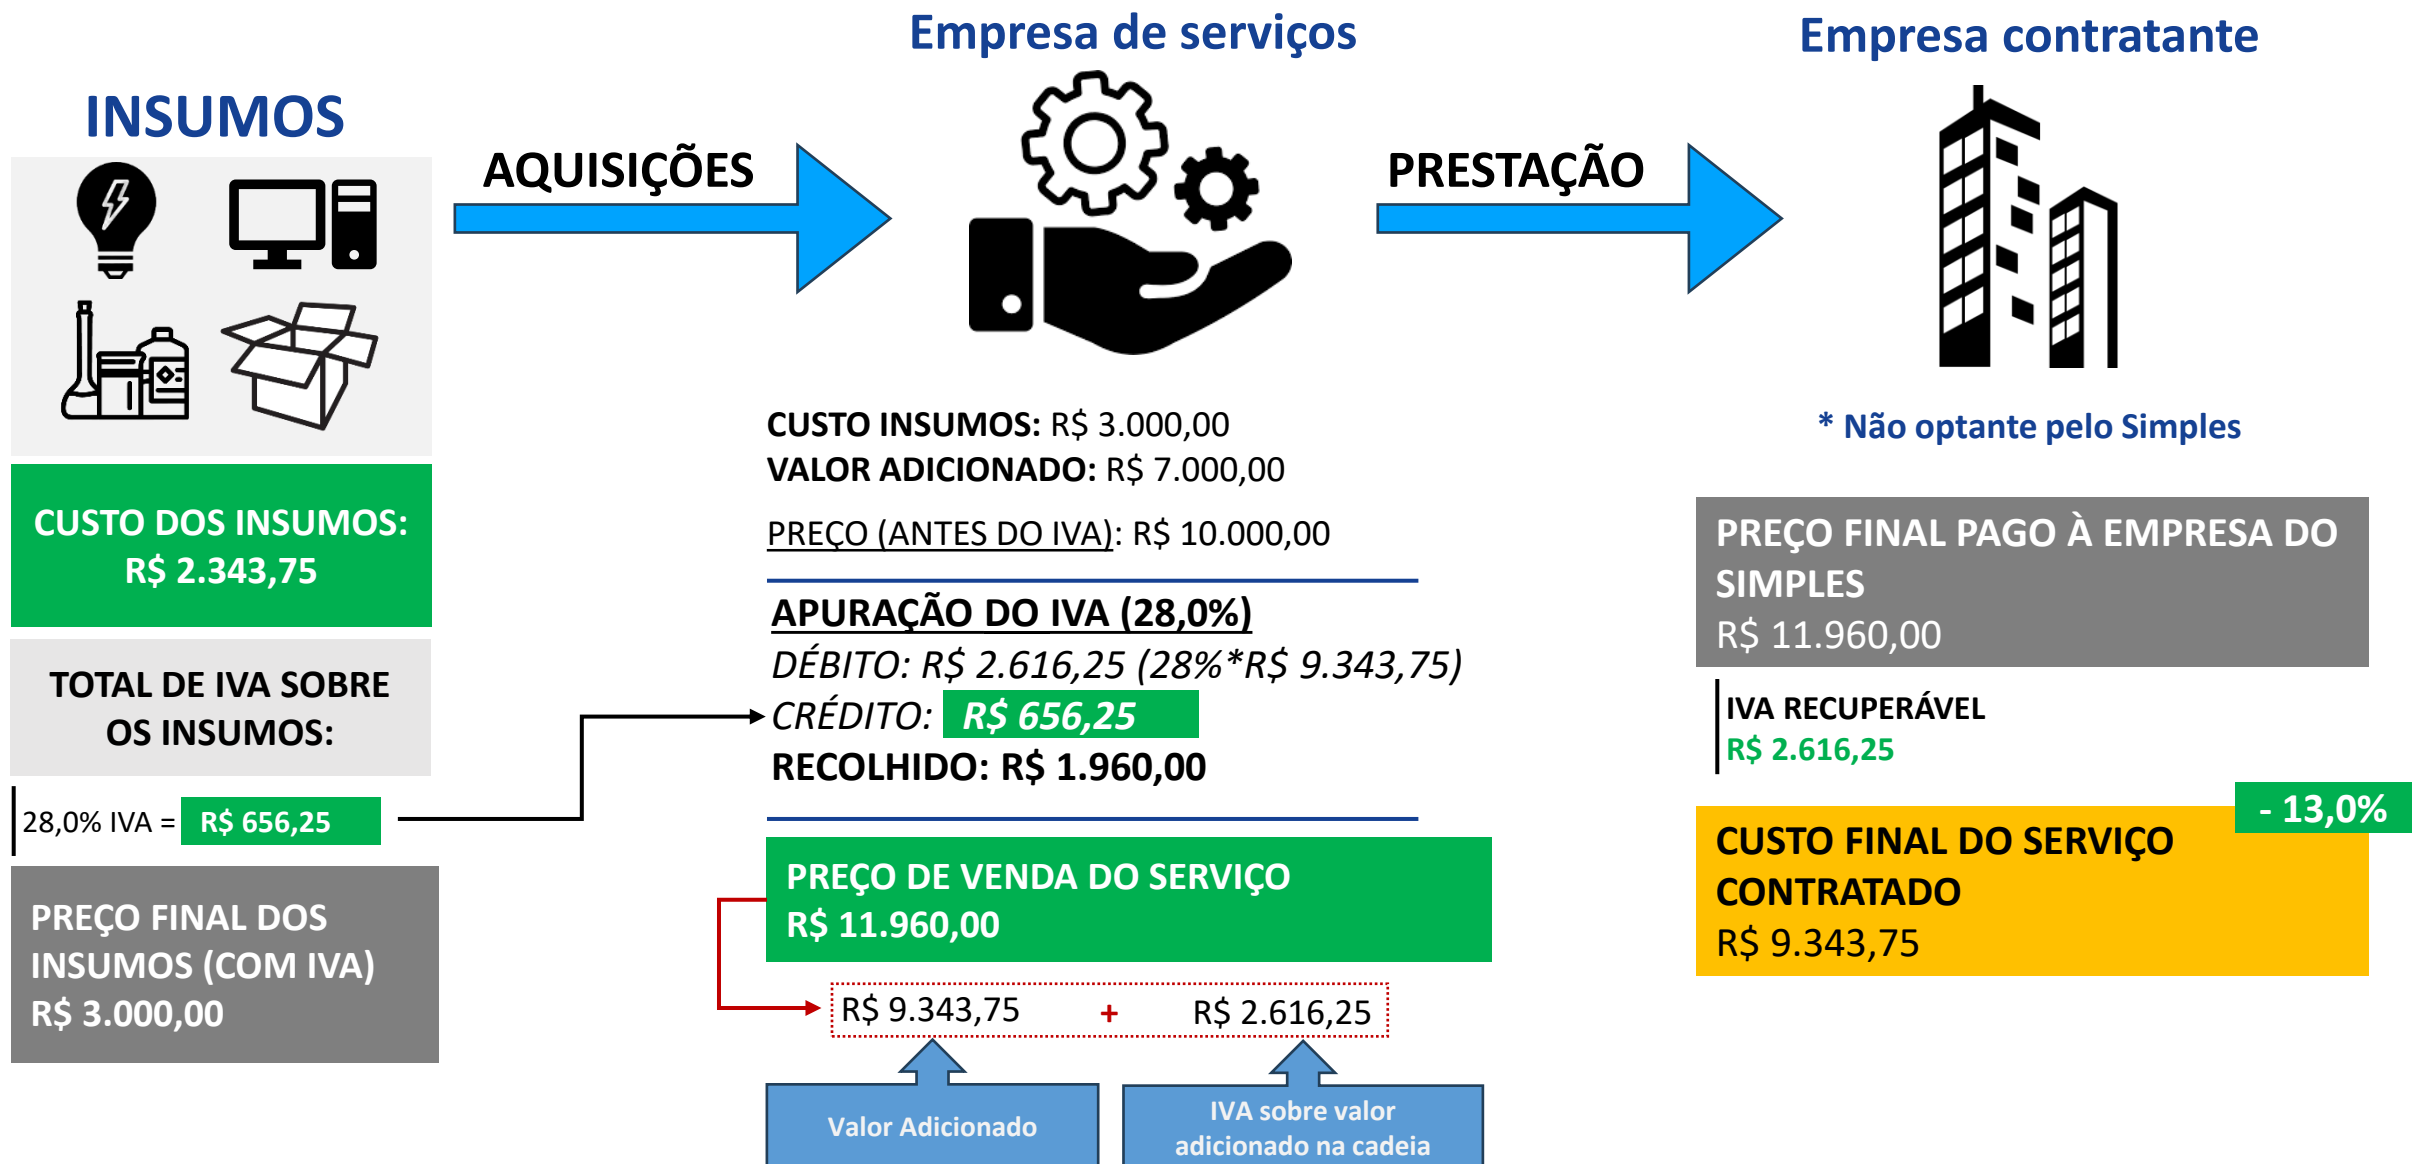 INSUMOS
CUSTO DOS INSUMOS:
R$ 2.343,75
TOTAL DE IVA SOBRE
OS INSUMOS:
28,0% IVA = R$ 656,25
PREÇO FINAL DOS
INSUMOS (COM IVA)
R$ 3.000,00
AQUISIÇÕES
Empresa de serviços
CUSTO INSUMOS: R$ 3.000,00
VALOR ADICIONADO: R$ 7.000,00
PREÇO (ANTES DO IVA): R$ 10.000,00
APURAÇÃO DO IVA (28,0%)
DÉBITO: R$ 2.616,25 (28%*R$ 9.343,75)
CRÉDITO: R$ 656,25
RECOLHIDO: R$ 1.960,00
PREÇO DE VENDA DO SERVIÇO
R$ 11.960,00
R$ 9.343,75 + R$ 2.616,25
Valor Adicionado
IVA sobre valor
adicionado na cadeia
PRESTAÇÃO
Empresa contratante
* Não optante pelo Simples
PREÇO FINAL PAGO À EMPRESA DO
SIMPLES
R$ 11.960,00
IVA RECUPERÁVEL
R$ 2.616,25
- 13,0%
CUSTO FINAL DO SERVIÇO
CONTRATADO
R$ 9.343,75